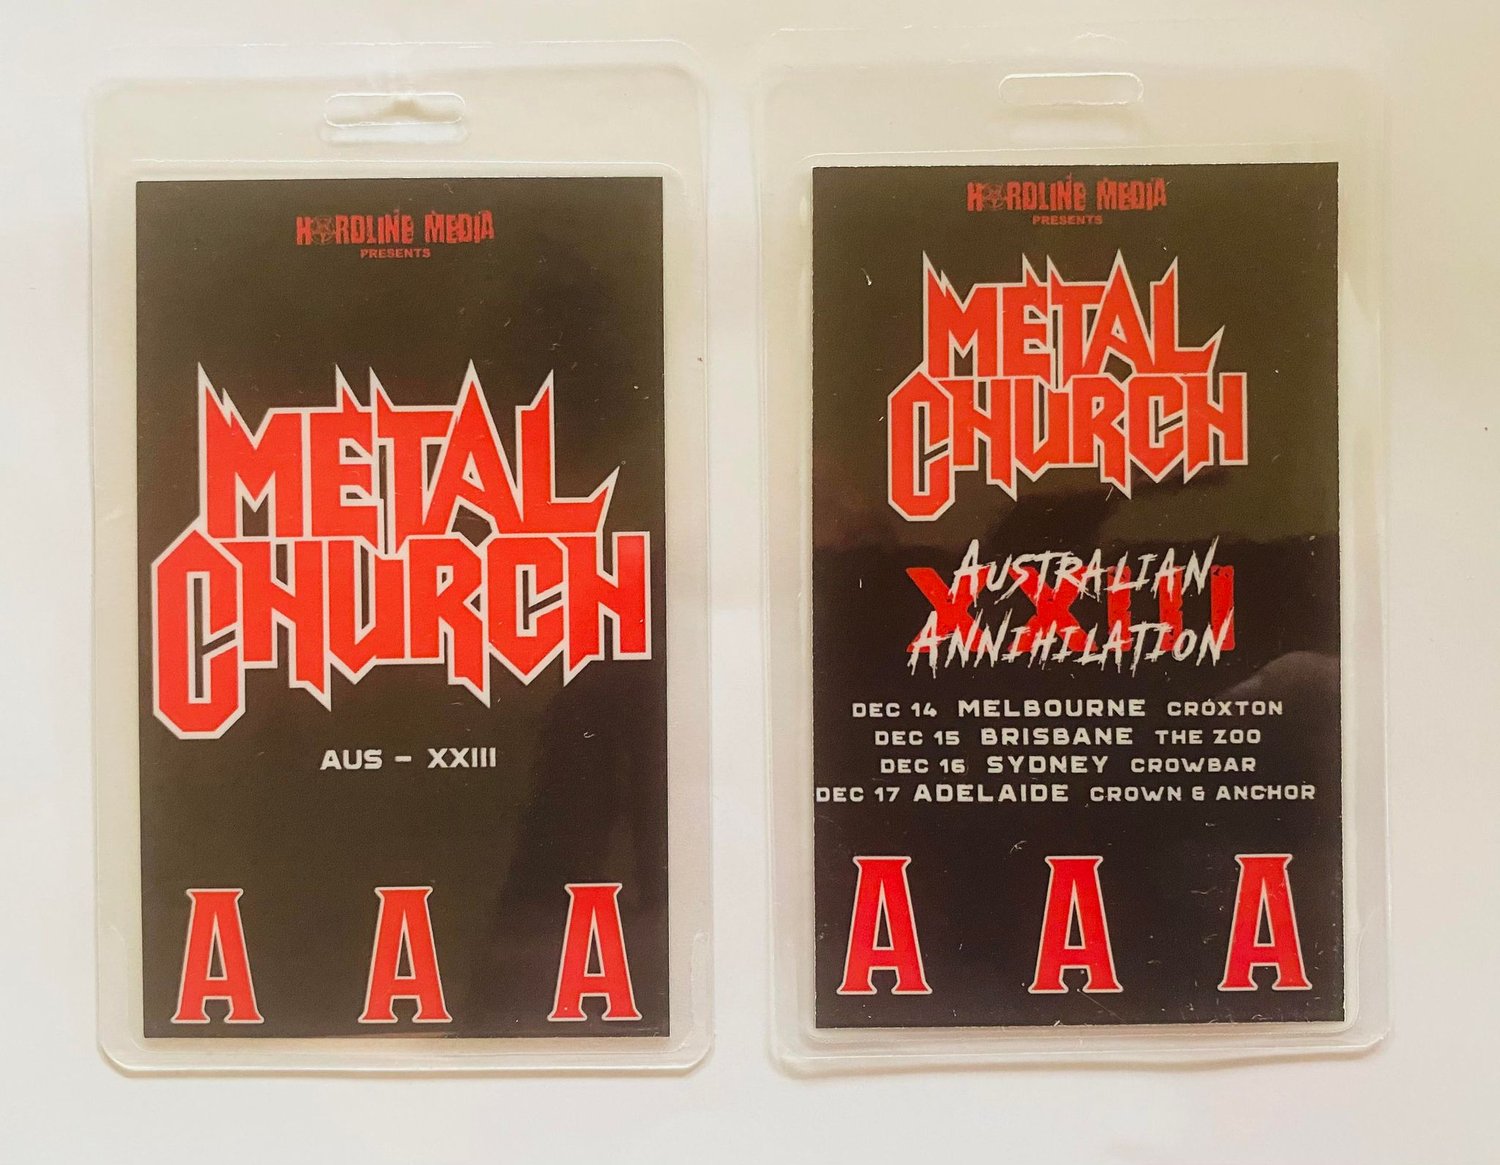 HARDLINE MEDIA
PRESENTS
METAL
CHURCH
AUS - XXIII
A A A
HARDLINE MEDIA
PRESENTS
METAL
CHURCH
XXIII
AUSTRALIAN
ANNIHILATION
DEC 14 MELBOURNE CROXTON
DEC 15 BRISBANE THE ZOO
DEC 16 SYDNEY CROWBAR
DEC 17 ADELAIDE CROWN & ANCHOR
A A A